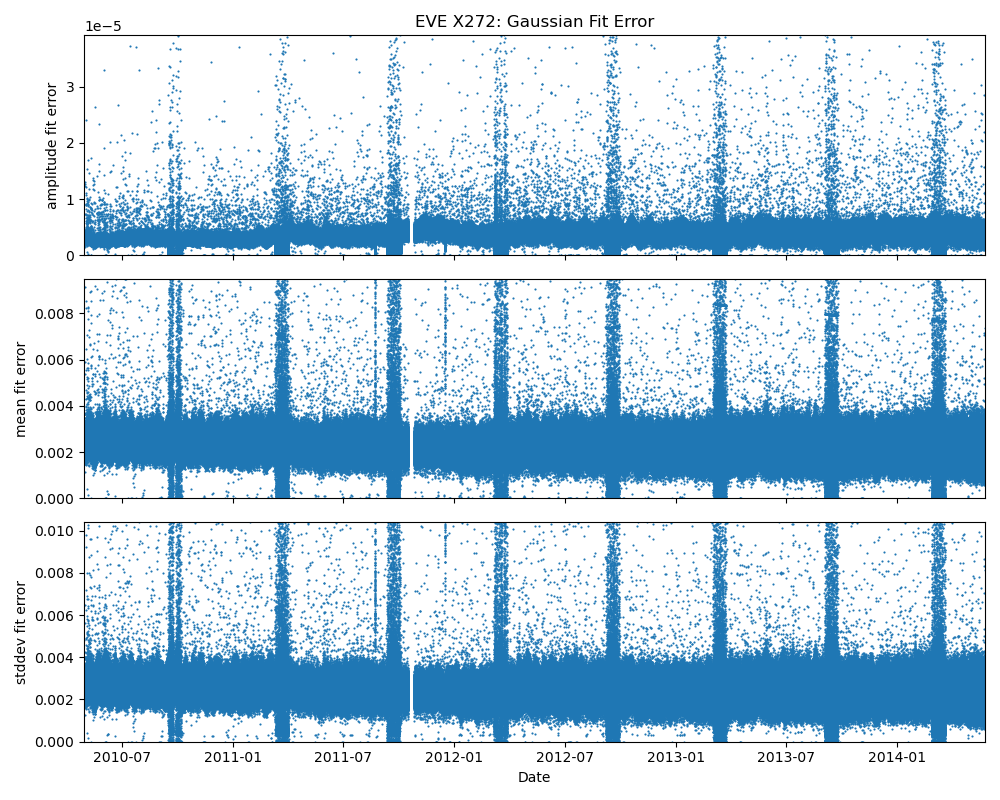 EVE X272: Gaussian Fit Error
1e−5
amplitude fit error
3
2
1
0
mean fit error
0.008
0.006
0.004
0.002
0.000
stddev fit error
0.010
0.008
0.006
0.004
0.002
0.000
2010-07 2011-01 2011-07 2012-01 2012-07 2013-01 2013-07 2014-01
Date